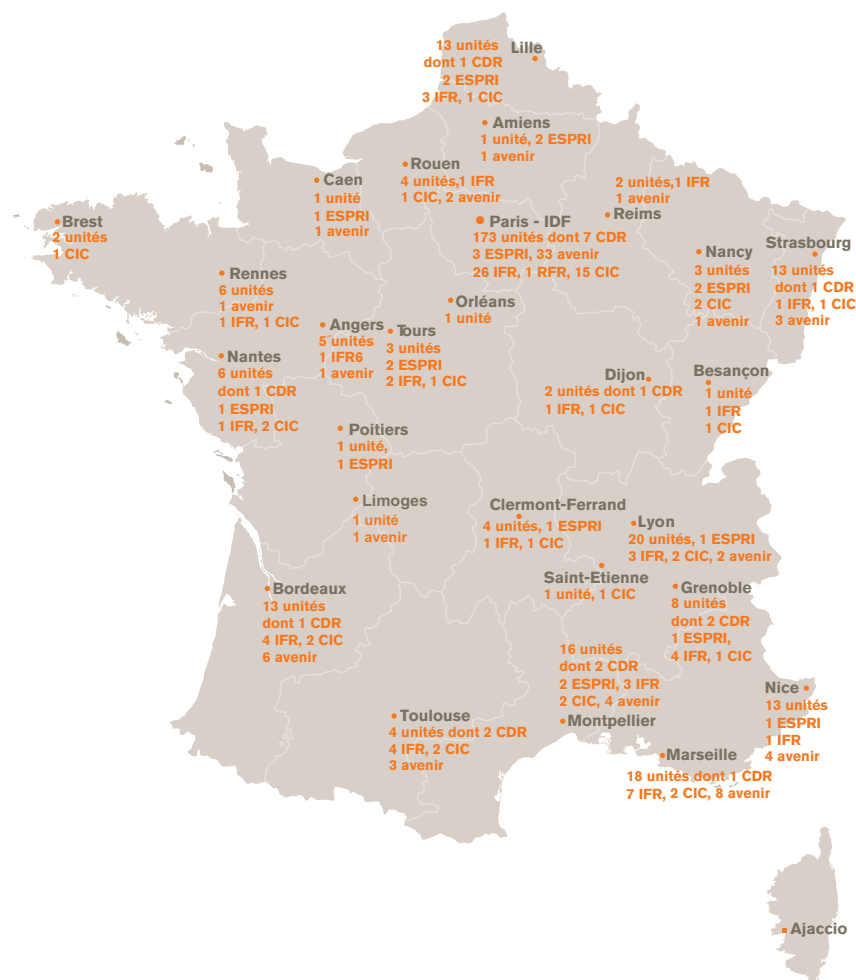 13 unités
Lille
dont 1 CDR
2 ESPRI
3 IFR, 1 CIC
Amiens
1 unité, 2 ESPRI
1 avenir
Rouen
4 unités,1 IFR
1 CIC, 2 avenir
Caen
1 unité
1 ESPRI
1 avenir
2 unités,1 IFR
1 avenir
Reims
Brest
2 unités
1 CIC
Paris - IDF
173 unités dont 7 CDR
3 ESPRI, 33 avenir
26 IFR, 1 RFR, 15 CIC
Nancy
3 unités
2 ESPRI
2 CIC
1 avenir
Strasbourg
13 unités
dont 1 CDR
1 IFR, 1 CIC
3 avenir
Rennes
6 unités
1 avenir
1 IFR, 1 CIC
Orléans
1 unité
Angers
5 unités
1 IFR6
1 avenir
Tours
3 unités
2 ESPRI
2 IFR, 1 CIC
Nantes
6 unités
dont 1 CDR
1 ESPRI
1 IFR, 2 CIC
Dijon
2 unités dont 1 CDR
1 IFR, 1 CIC
Besançon
1 unité
1 IFR
1 CIC
Poitiers
1 unité,
1 ESPRI
Limoges
1 unité
1 avenir
Clermont-Ferrand
4 unités, 1 ESPRI
1 IFR, 1 CIC
Lyon
20 unités, 1 ESPRI
3 IFR, 2 CIC, 2 avenir
Saint-Etienne
1 unité, 1 CIC
Grenoble
8 unités
dont 2 CDR
1 ESPRI,
4 IFR, 1 CIC
Bordeaux
13 unités
dont 1 CDR
4 IFR, 2 CIC
6 avenir
16 unités
dont 2 CDR
2 ESPRI, 3 IFR
2 CIC, 4 avenir
Montpellier
Nice
13 unités
1 ESPRI
1 IFR
4 avenir
Toulouse
4 unités dont 2 CDR
4 IFR, 2 CIC
3 avenir
Marseille
18 unités dont 1 CDR
7 IFR, 2 CIC, 8 avenir
Ajaccio